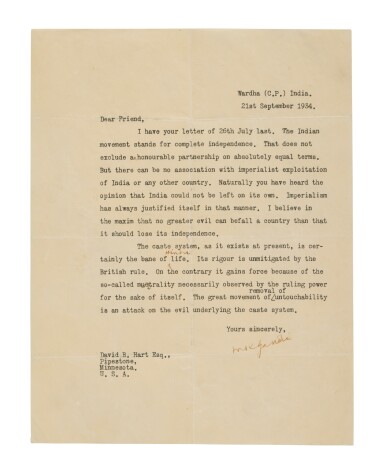 Wardha (C.P.) India.
21st September 1934.
Dear Friend,
I have your letter of 26th July last. The Indian
movement stands for complete independence. That does not
exclude a honourable partnership on absolutely equal terms.
But there can be no association with imperialist exploitation
of India or any other country. Naturally you have heard the
opinion that India could not be left on its own. Imperialism
has always justified itself in that manner. I believe in
the maxim that no greater evil can befall a country than that
it should lose its independence.
The caste system, as it exists at present, is cer-
tainly the bane of Hindu life. Its rigour is unmitigated by the
British rule. On the contrary it gains force because of the
so-called neutrality necessarily observed by the ruling power
for the sake of itself. The great movement of removal of untouchability
is an attack on the evil underlying the caste system.
Yours sincerely,
MKGandhi
David B. Hart Esq.,
Pipestone,
Minnesota.
U. S. A.